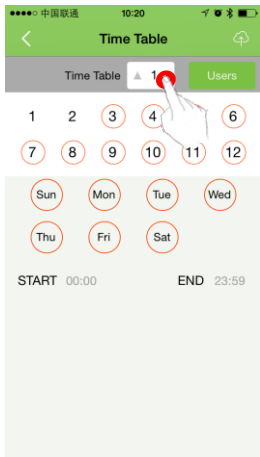 中国联通 10:20
Time Table
Time Table 1 Users
1 2 3 4 6
7 8 9 10 11 12
Sun Mon Tue Wed
Thu Fri Sat
START 00:00 END 23:59